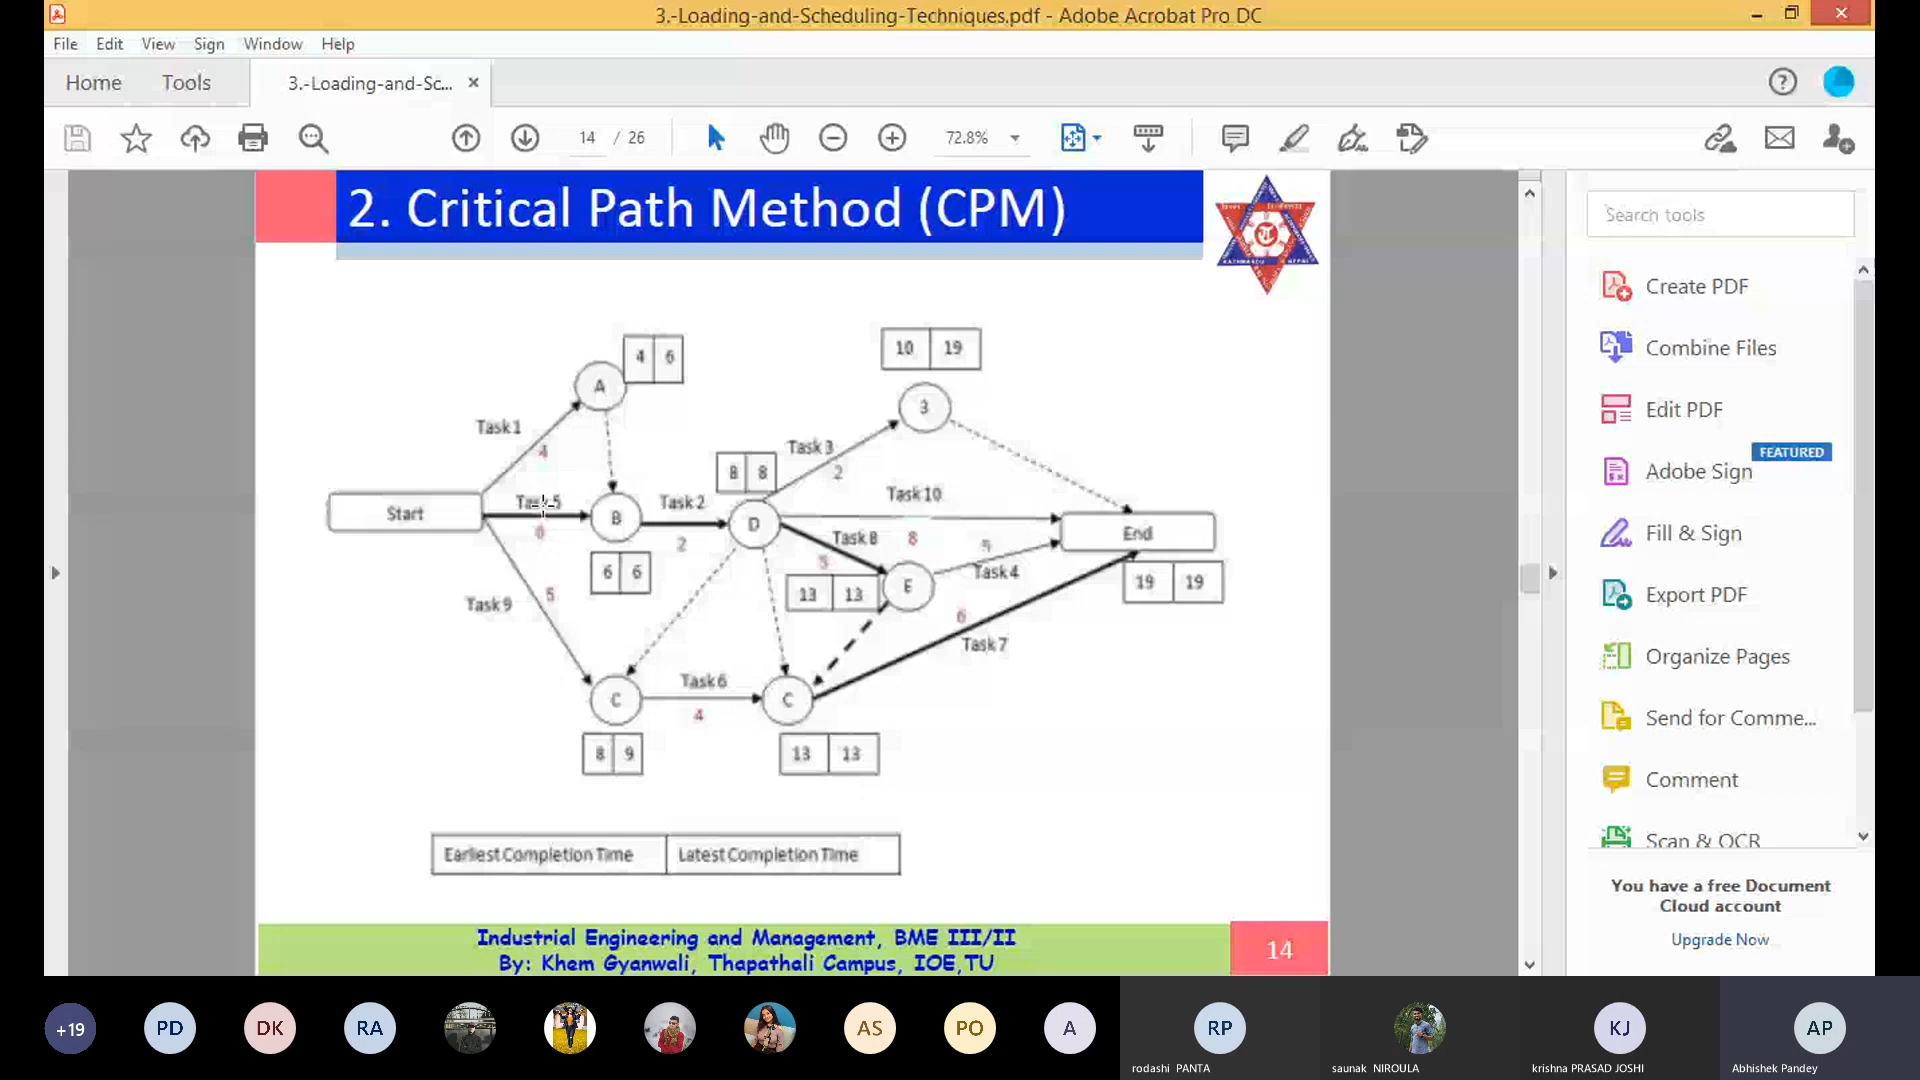 3.-Loading-and-Scheduling-Techniques.pdf - Adobe Acrobat Pro DC
File Edit View Sign Window Help
Home Tools 3.-Loading-and-Sc... ×
14 / 26 72.8%
2. Critical Path Method (CPM)
Search tools
Create PDF
Combine Files
Edit PDF
FEATURED
Adobe Sign
Fill & Sign
Export PDF
Organize Pages
Send for Comme...
Comment
Scan & OCR
You have a free Document
Cloud account
Upgrade Now
4 6
10 19
A
3
Task 1
4
Task 3
2
8 8
Start
Task 5
6
B
Task 2
2
D
Task 10
8
End
6 6
Task 8
5
13 13
E
5
Task 4
19 19
Task 9
5
6
Task 7
C
Task 6
4
C
8 9
13 13
Earliest Completion Time Latest Completion Time
Industrial Engineering and Management, BME III/II
By: Khem Gyanwali, Thapathali Campus, IOE,TU
14
+19 PD DK RA AS PO A RP KJ AP
rodashi PANTA saunak NIROULA krishna PRASAD JOSHI Abhishek Pandey